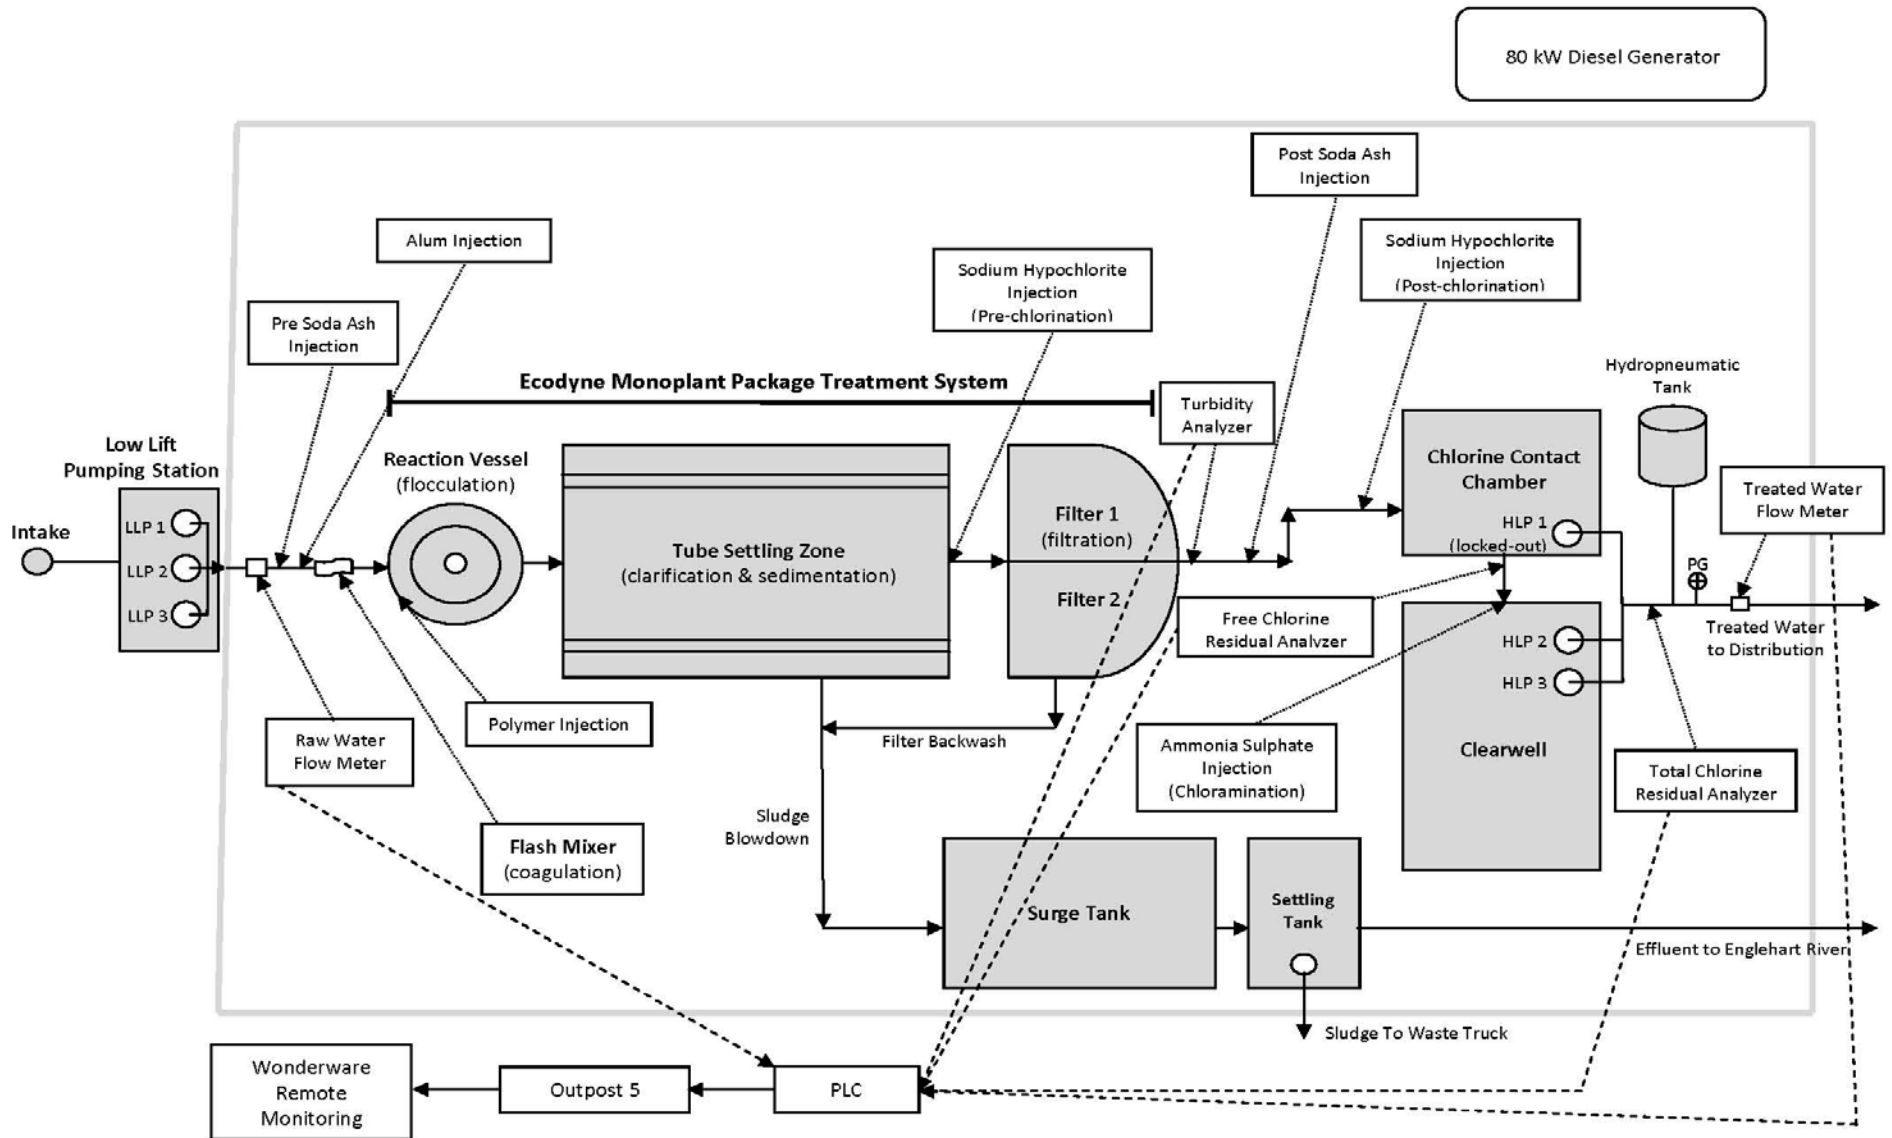 80 kW Diesel Generator
Post Soda Ash
Injection
Alum Injection
Sodium Hypochlorite
Injection
(Post-chlorination)
Sodium Hypochlorite
Injection
(Pre-chlorination)
Pre Soda Ash
Injection
Ecodyne Monoplant Package Treatment System
Hydropneumatic
Tank
Turbidity
Analyzer
Low Lift
Pumping Station
Reaction Vessel
(flocculation)
Chlorine Contact
Chamber
Treated Water
Flow Meter
Intake
LLP 1
LLP 2
LLP 3
Tube Settling Zone
(clarification & sedimentation)
Filter 1
(filtration)
Filter 2
HLP 1
(locked-out)
PG
Free Chlorine
Residual Analyzer
HLP 2
HLP 3
Treated Water
to Distribution
Polymer Injection
Raw Water
Flow Meter
Filter Backwash
Ammonia Sulphate
Injection
(Chloramination)
Clearwell
Total Chlorine
Residual Analyzer
Flash Mixer
(coagulation)
Sludge
Blowdown
Surge Tank
Settling
Tank
Effluent to Englehart River
Sludge To Waste Truck
Wonderware
Remote
Monitoring
Outpost 5
PLC